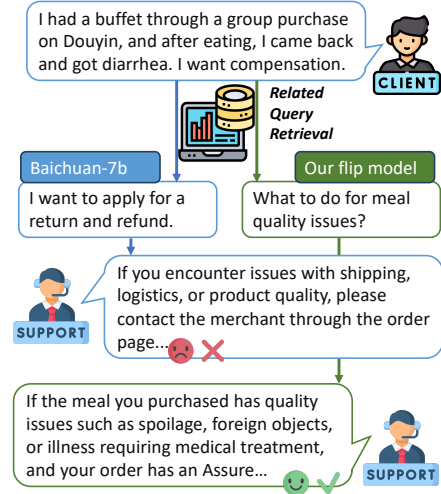 I had a buffet through a group purchase
on Douyin, and after eating, I came back
and got diarrhea. I want compensation.
CLIENT
Related
Query
Retrieval
Baichuan-7b
Our flip model
I want to apply for a
return and refund.
What to do for meal
quality issues?
If you encounter issues with shipping,
logistics, or product quality, please
contact the merchant through the order
page...
SUPPORT
If the meal you purchased has quality
issues such as spoilage, foreign objects,
or illness requiring medical treatment,
and your order has an Assure...
SUPPORT